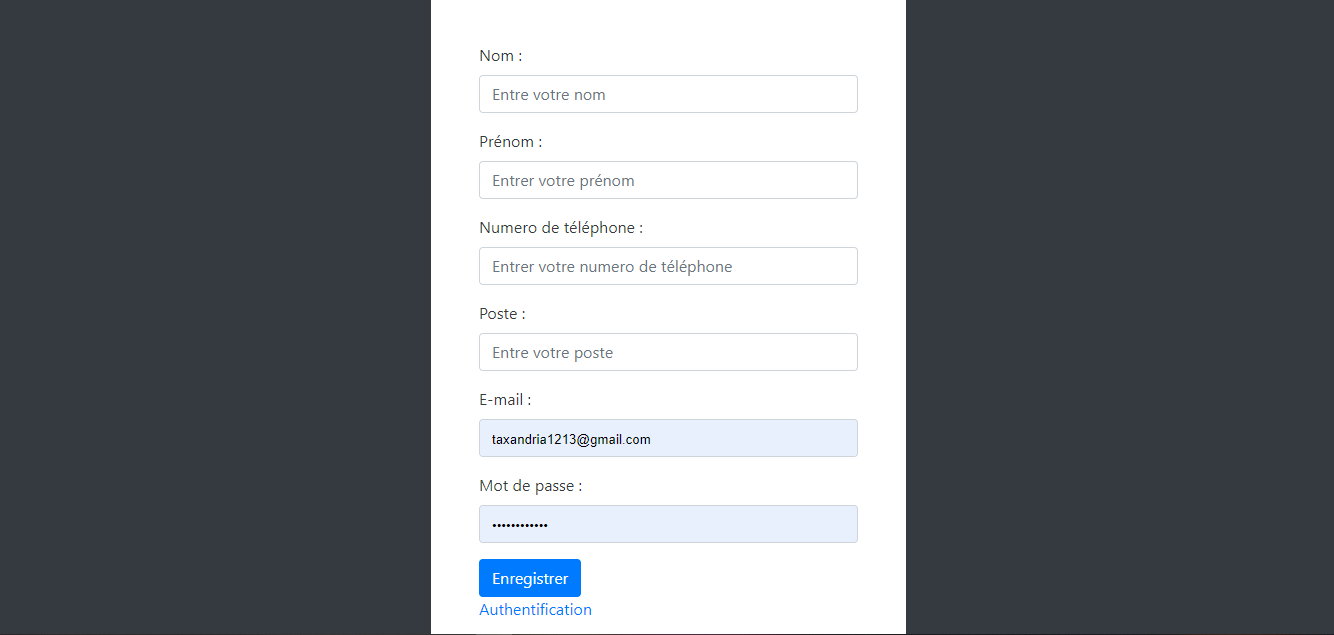 Nom :
Entre votre nom
Prénom :
Entrer votre prénom
Numero de téléphone :
Entrer votre numero de téléphone
Poste :
Entre votre poste
E-mail :
taxandria1213@gmail.com
Mot de passe :
••••••••••••
Enregistrer
Authentification